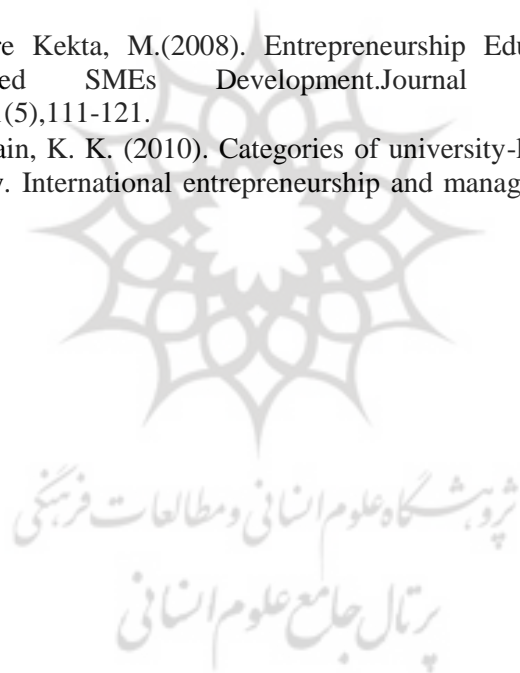 re Kekta, M.(2008). Entrepreneurship Edu
ed SMEs Development.Journal
(5),111-121.
ain, K. K. (2010). Categories of university-
. International entrepreneurship and manag
پژوهشگاه علوم انسانی و مطالعات فرهنگی
پرتال جامع علوم انسانی